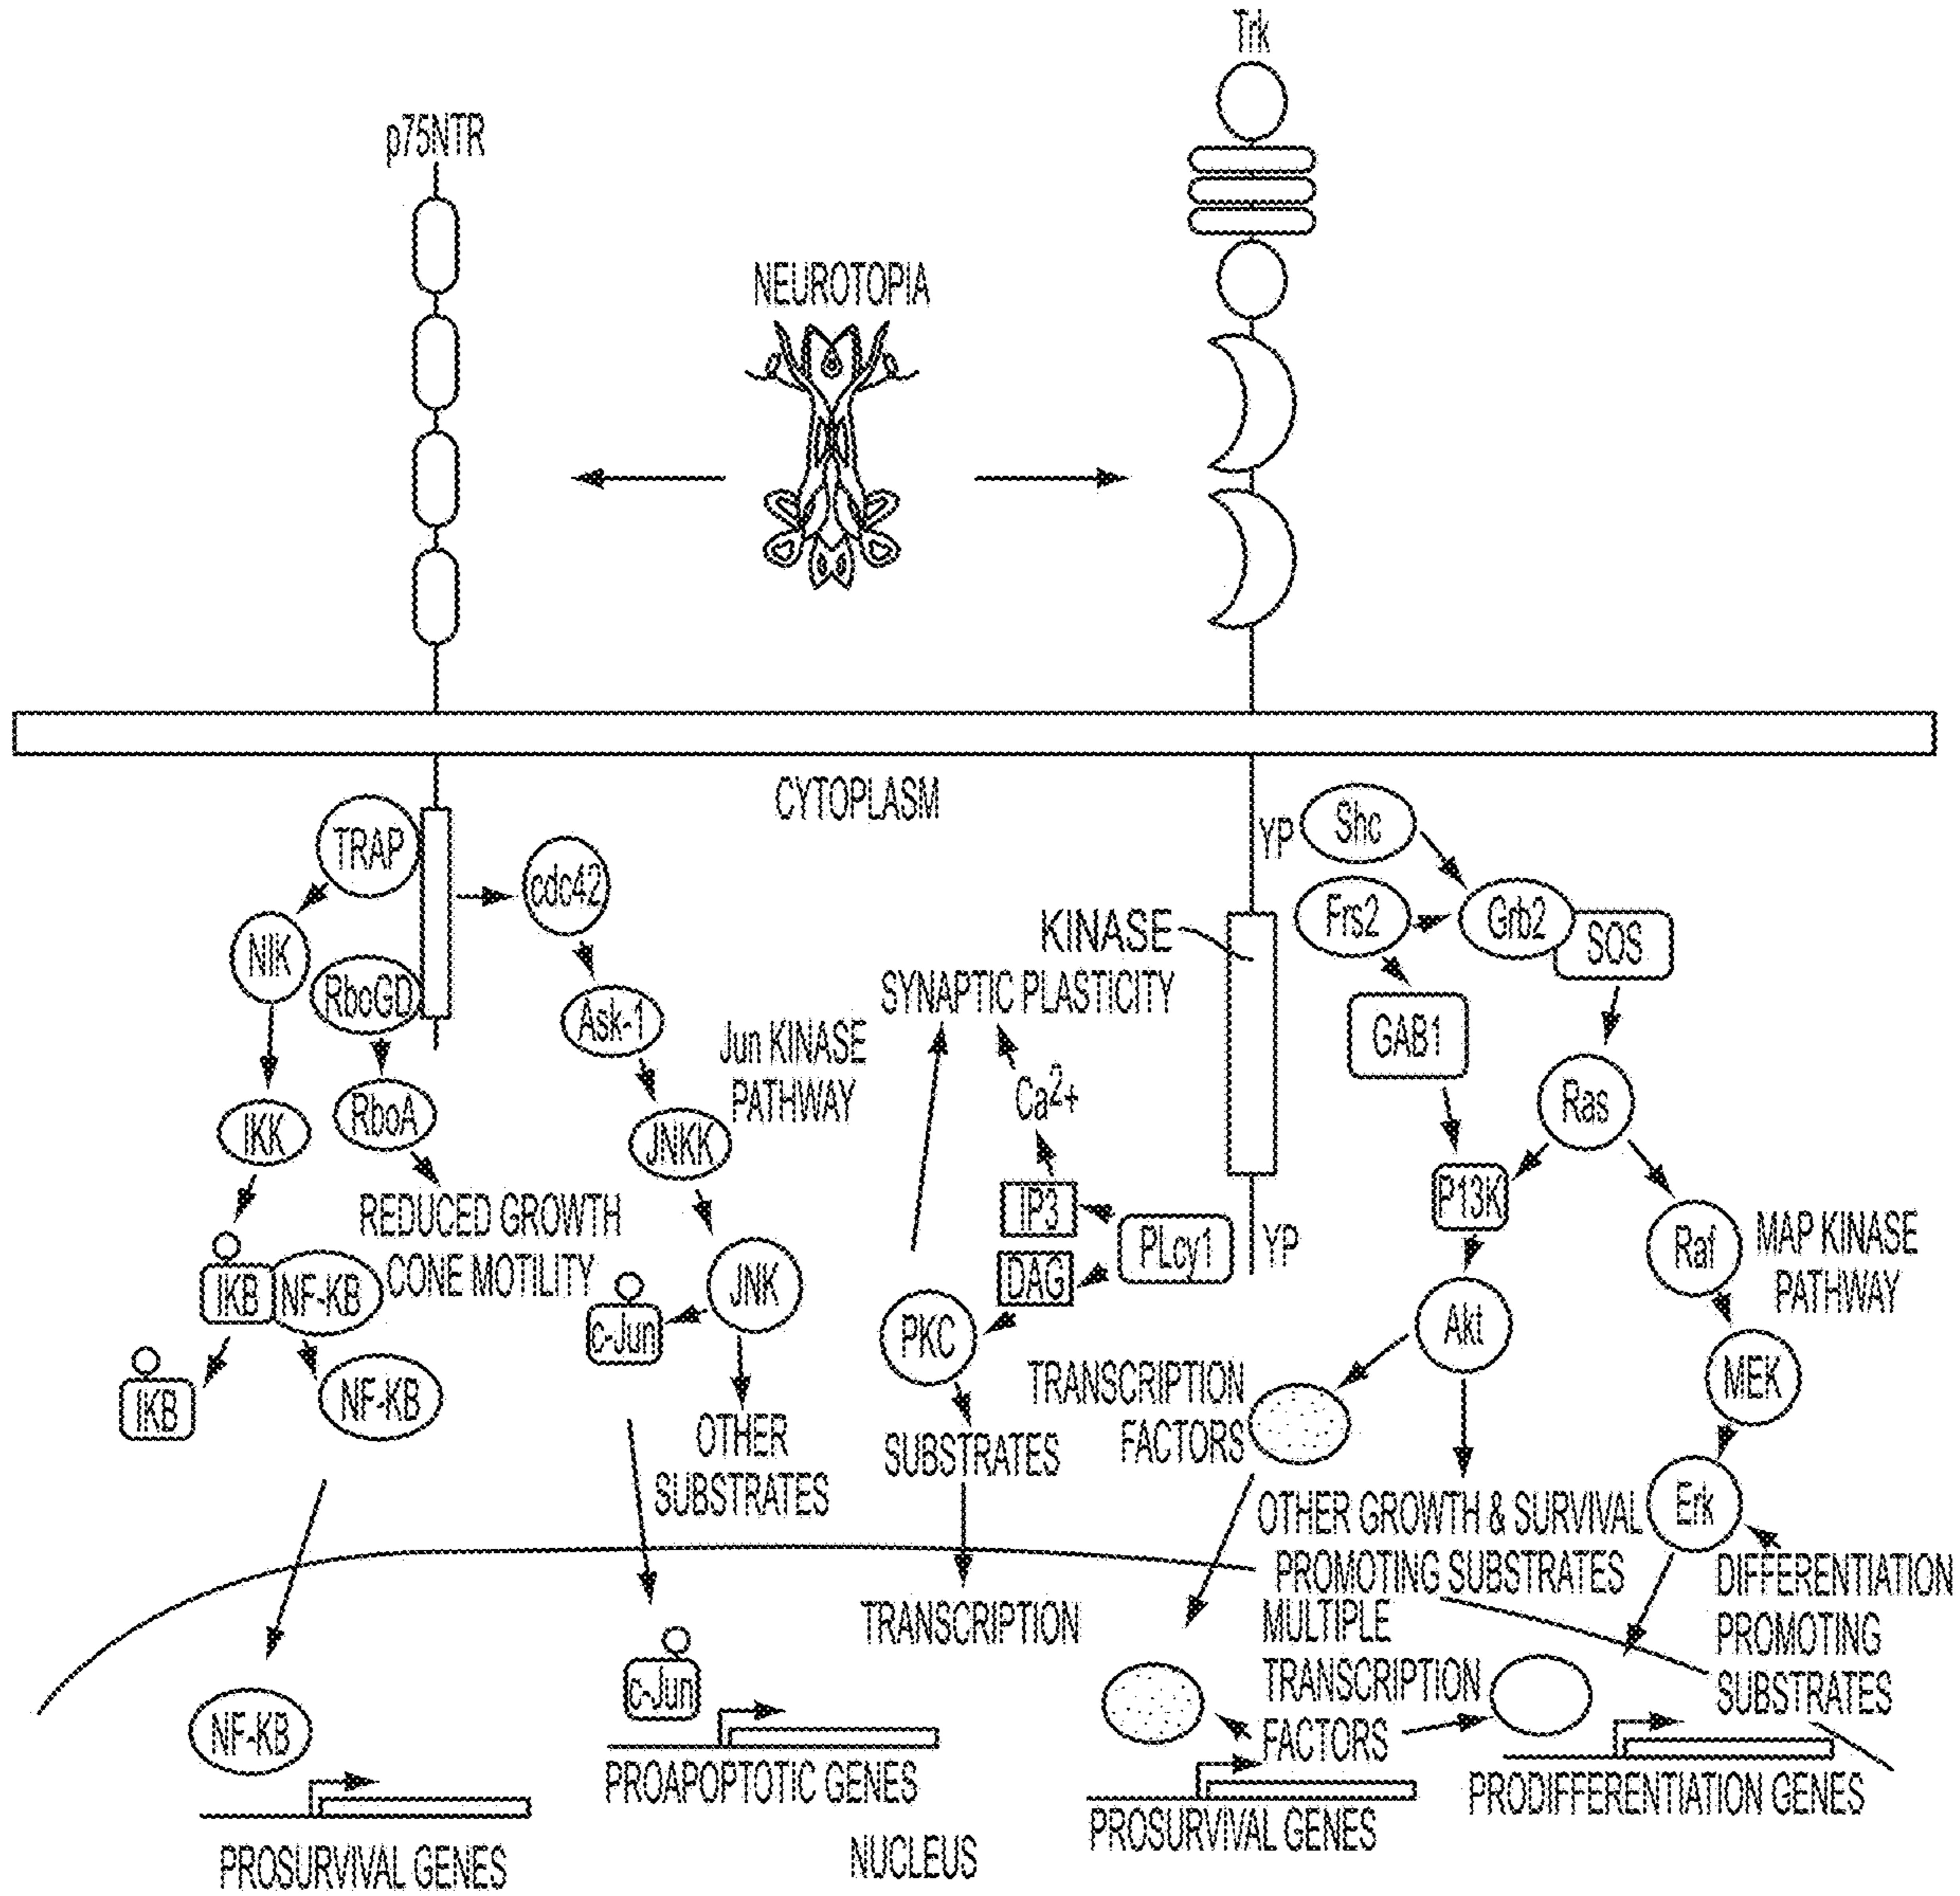 Trk
p75NTR
NEUROTOPIA
CYTOPLASM
TRAP
cdc42
YP
Shc
Frs2
Grb2
SOS
NIK
RboGD
KINASE
SYNAPTIC PLASTICITY
Ask-1
GAB1
Jun KINASE
PATHWAY
Ca2+
Ras
IKK
RboA
JNKK
IP3
P13K
REDUCED GROWTH
CONE MOTILITY
PLcy1
YP
Raf
MAP KINASE
PATHWAY
IKB
NF-KB
JNK
DAG
c-Jun
PKC
Akt
MEK
IKB
NF-KB
TRANSCRIPTION
FACTORS
OTHER
SUBSTRATES
SUBSTRATES
OTHER GROWTH & SURVIVAL
PROMOTING SUBSTRATES
Erk
DIFFERENTIATION
PROMOTING
SUBSTRATES
TRANSCRIPTION
MULTIPLE
TRANSCRIPTION
FACTORS
c-Jun
NF-KB
PROAPOPTOTIC GENES
PRODIFFERENTIATION GENES
PROSURVIVAL GENES
PROSURVIVAL GENES
NUCLEUS